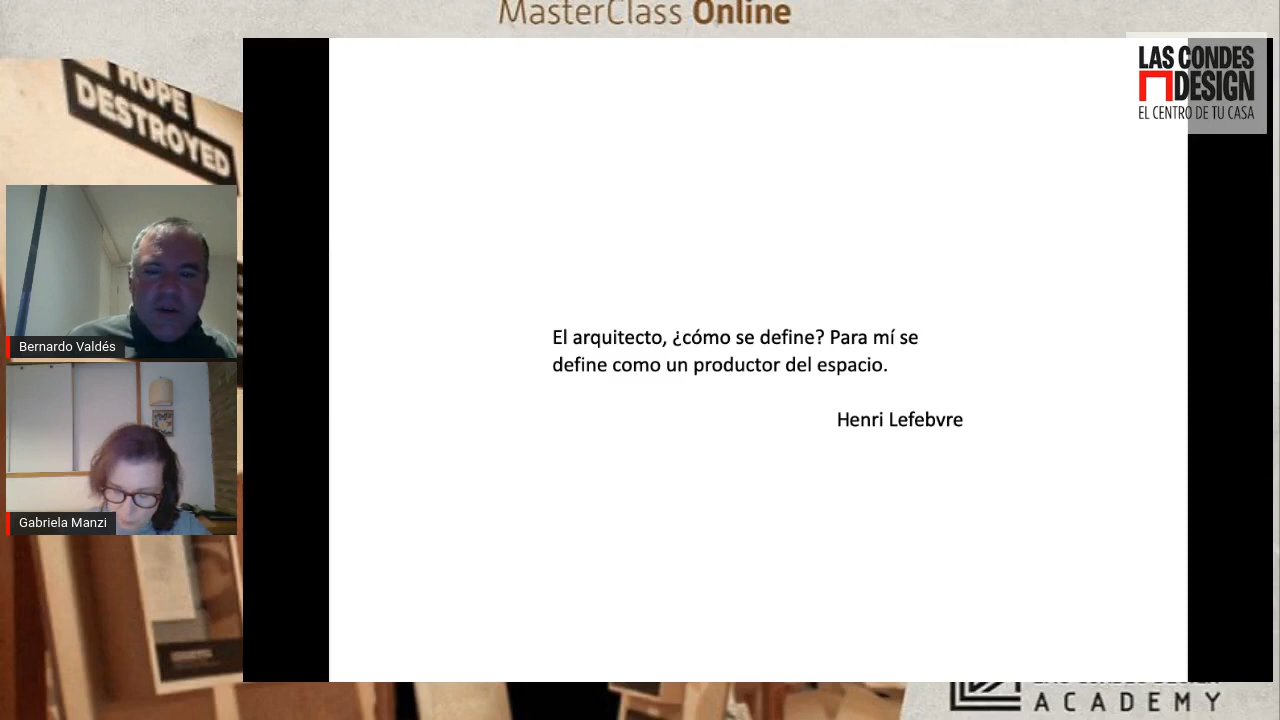 MasterClass Online
LAS CONDES
DESIGN
EL CENTRO DE TU CASA
HOPE
DESTROYED
Bernardo Valdés
Gabriela Manzi
El arquitecto, ¿cómo se define? Para mí se
define como un productor del espacio.
Henri Lefebvre
ACADEMY